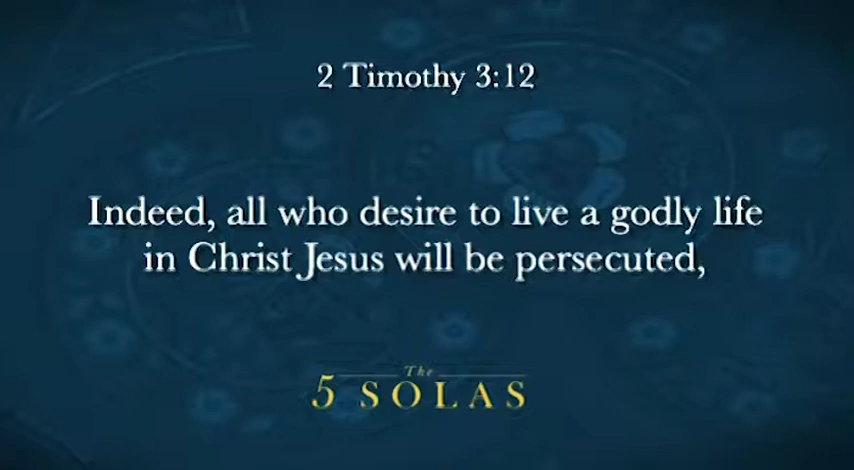 2 Timothy 3:12
Indeed, all who desire to live a godly life
in Christ Jesus will be persecuted,
The
5 SOLAS